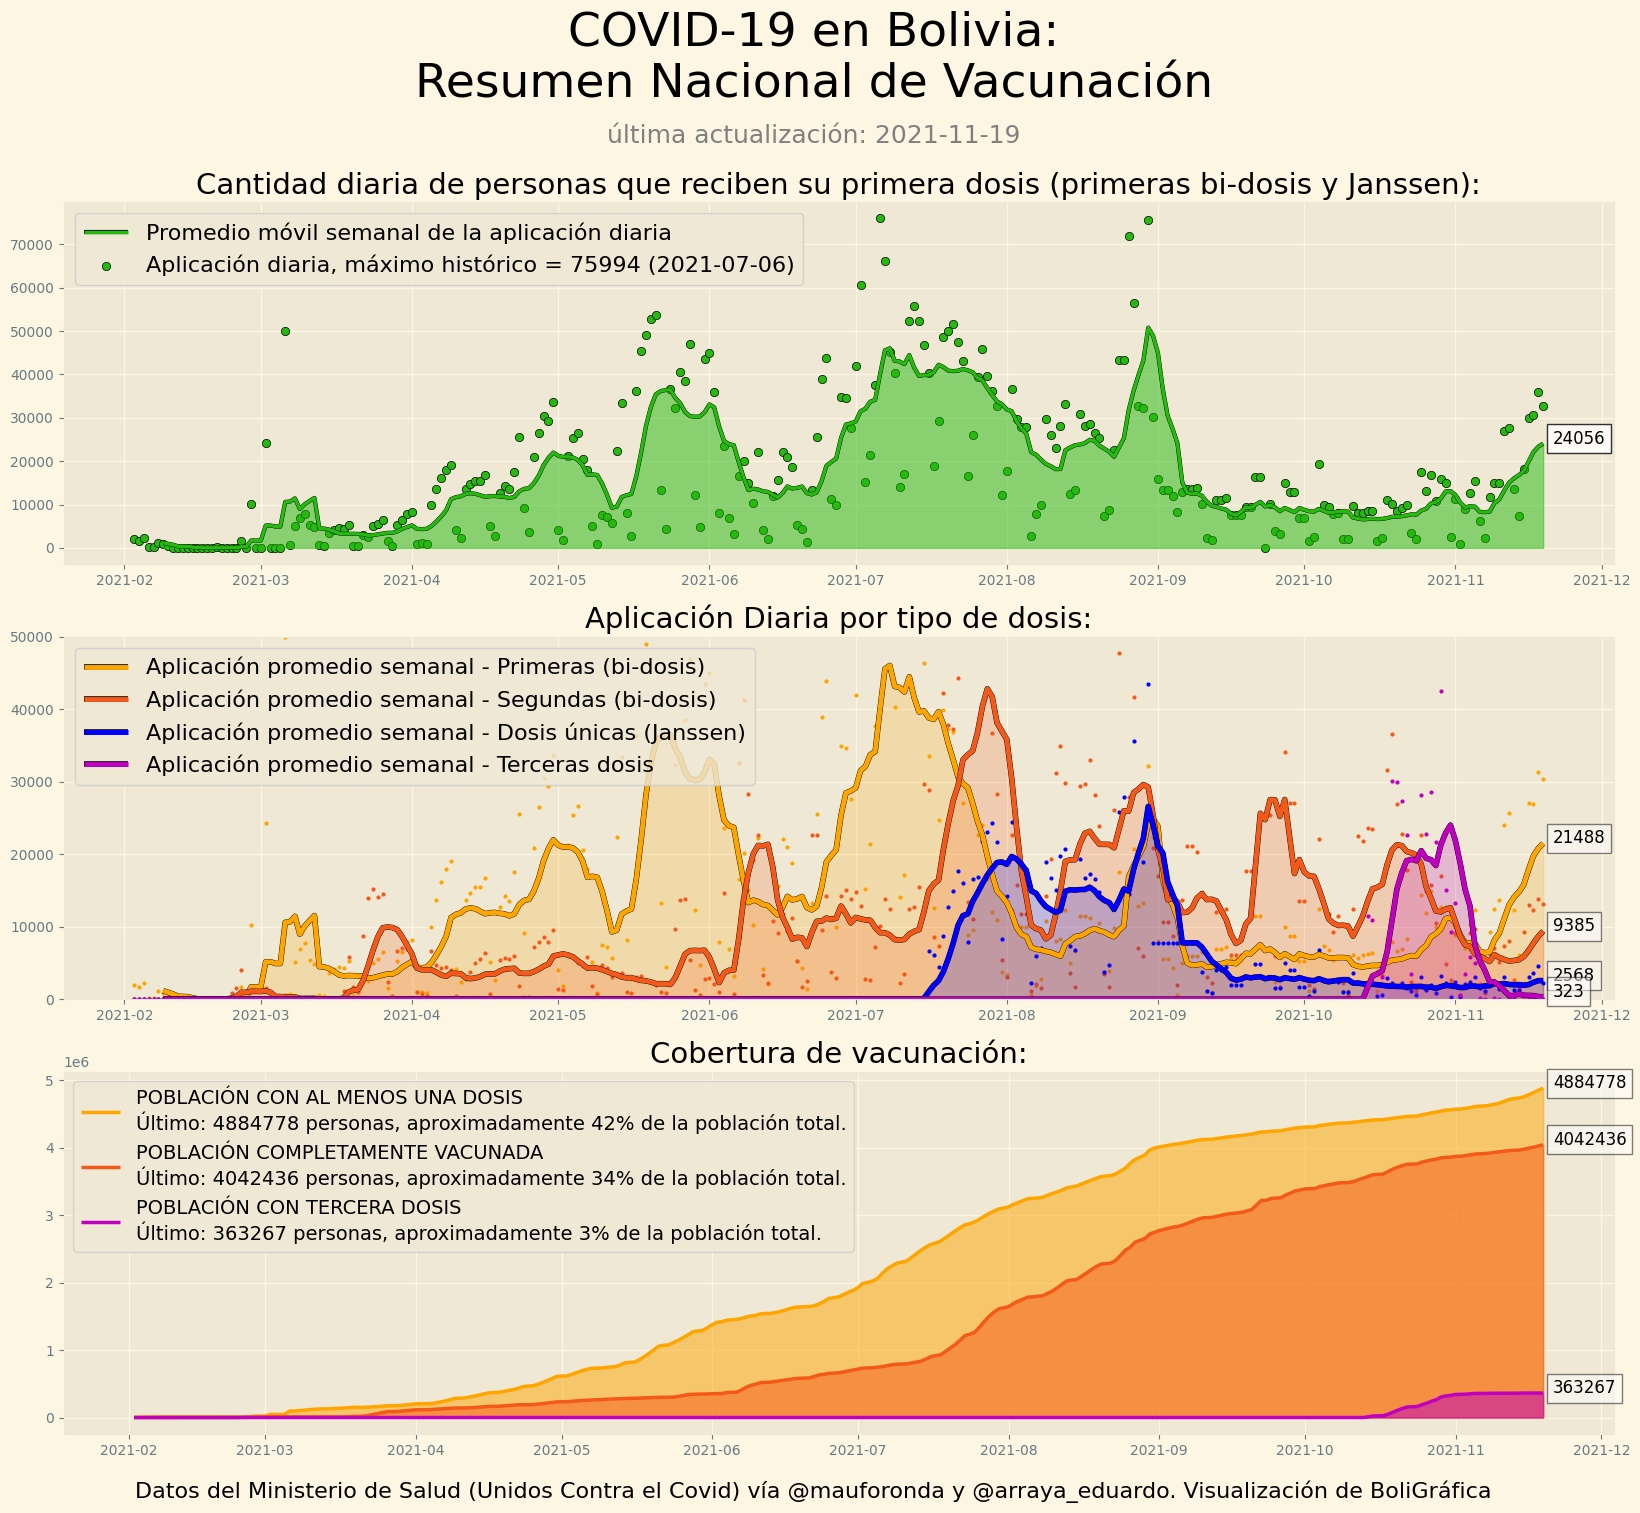 COVID-19 en Bolivia:
Resumen Nacional de Vacunación
última actualización: 2021-11-19
Cantidad diaria de personas que reciben su primera dosis (primeras bi-dosis y Janssen):
Promedio móvil semanal de la aplicación diaria
Aplicación diaria, máximo histórico = 75994 (2021-07-06)
70000
60000
50000
40000
30000
20000
10000
0
24056
2021-02 2021-03 2021-04 2021-05 2021-06 2021-07 2021-08 2021-09 2021-10 2021-11 2021-12
Aplicación Diaria por tipo de dosis:
Aplicación promedio semanal - Primeras (bi-dosis)
Aplicación promedio semanal - Segundas (bi-dosis)
Aplicación promedio semanal - Dosis únicas (Janssen)
Aplicación promedio semanal - Terceras dosis
50000
40000
30000
20000
10000
0
21488
9385
2568
323
2021-02 2021-03 2021-04 2021-05 2021-06 2021-07 2021-08 2021-09 2021-10 2021-11 2021-12
Cobertura de vacunación:
1e6
POBLACIÓN CON AL MENOS UNA DOSIS
Último: 4884778 personas, aproximadamente 42% de la población total.
POBLACIÓN COMPLETAMENTE VACUNADA
Último: 4042436 personas, aproximadamente 34% de la población total.
POBLACIÓN CON TERCERA DOSIS
Último: 363267 personas, aproximadamente 3% de la población total.
5
4
3
2
1
0
4884778
4042436
363267
2021-02 2021-03 2021-04 2021-05 2021-06 2021-07 2021-08 2021-09 2021-10 2021-11 2021-12
Datos del Ministerio de Salud (Unidos Contra el Covid) vía @mauforonda y @arraya_eduardo. Visualización de BoliGráfica